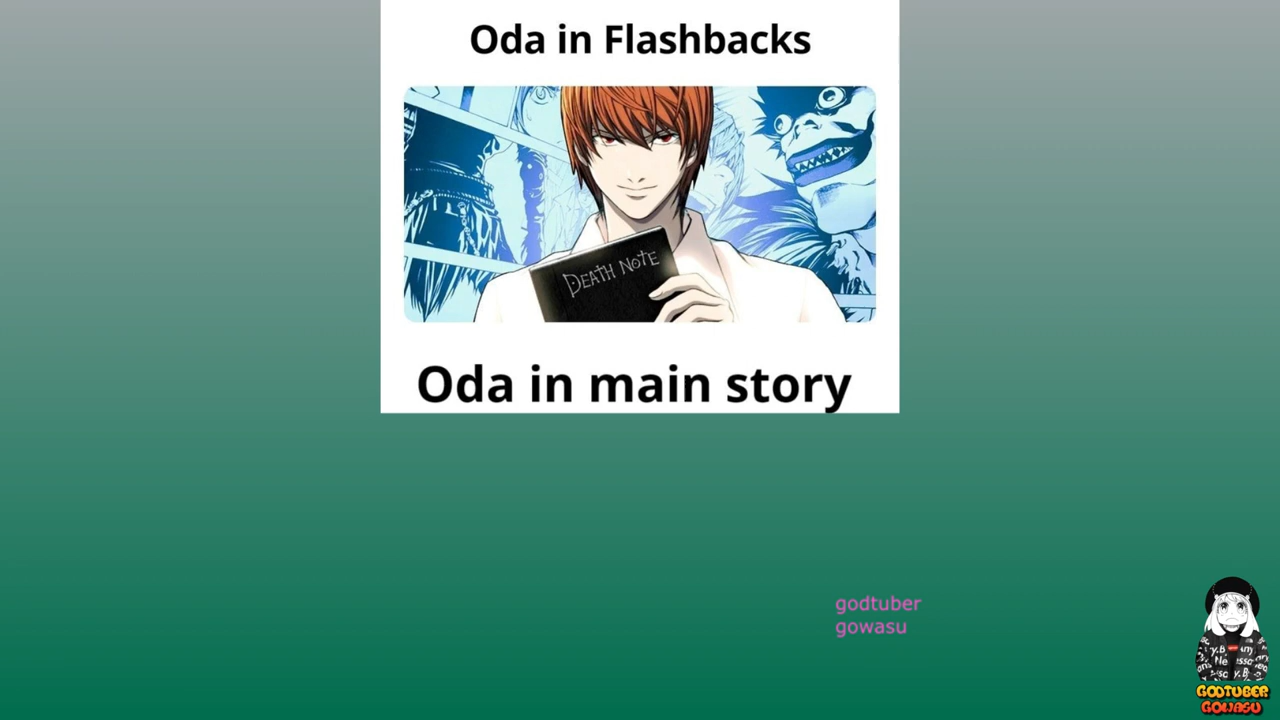 Oda in Flashbacks
DEATH NOTE
Oda in main story
godtuber
gowasu
GODTUBER
GOWASU